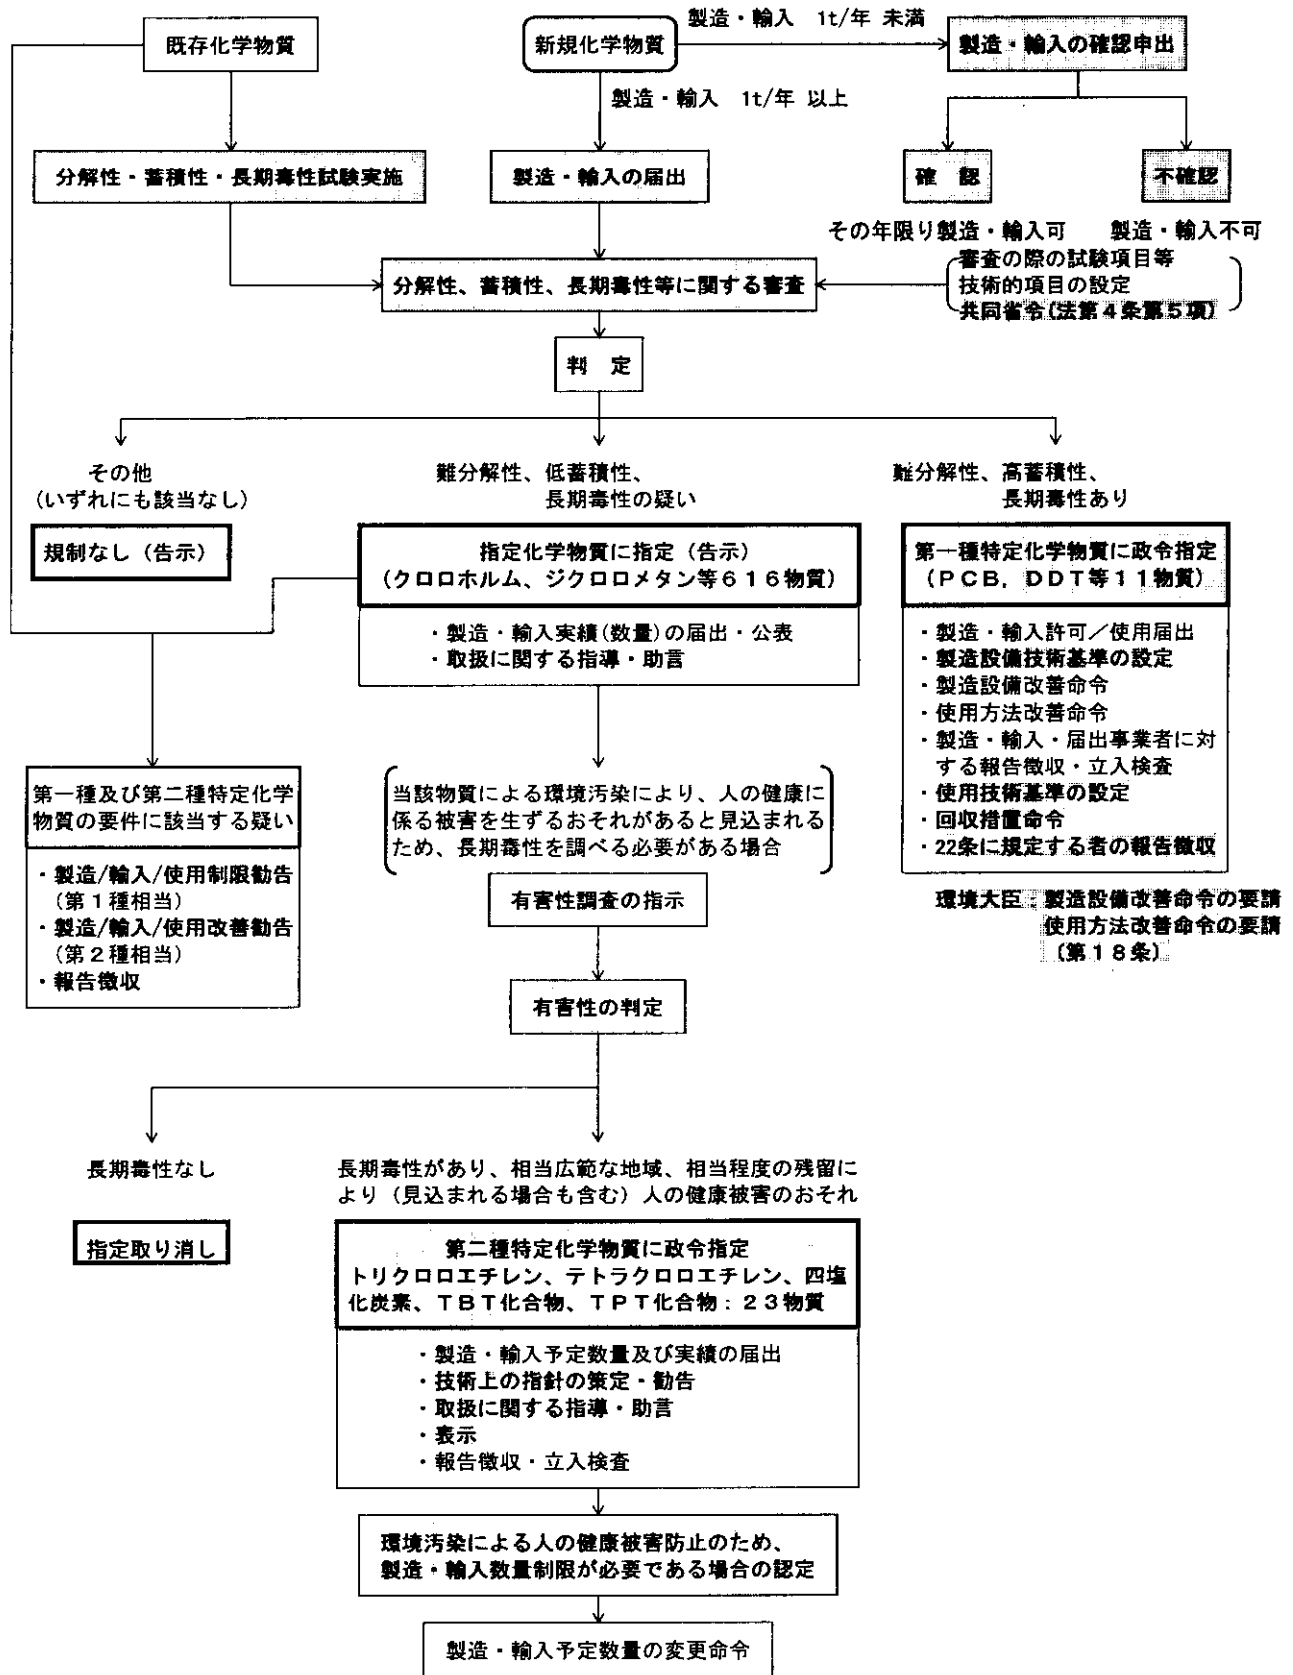 製造・輸入 1t/年 未満
既存化学物質
新規化学物質
製造・輸入の確認申出
製造・輸入 1t/年 以上
分解性・蓄積性・長期毒性試験実施
製造・輸入の届出
確 認
不確認
その年限り製造・輸入可
製造・輸入不可
審査の際の試験項目等
技術的項目の設定
共同省令(法第4条第5項)
分解性、蓄積性、長期毒性等に関する審査
判 定
その他
(いずれにも該当なし)
規制なし(告示)
難分解性、低蓄積性、
長期毒性の疑い
指定化学物質に指定(告示)
(クロロホルム、ジクロロメタン等616物質)
・製造・輸入実績(数量)の届出・公表
・取扱に関する指導・助言
難分解性、高蓄積性、
長期毒性あり
第一種特定化学物質に政令指定
(PCB,DDT等11物質)
・製造・輸入許可/使用届出
・製造設備技術基準の設定
・製造設備改善命令
・使用方法改善命令
・製造・輸入・届出事業者に対
する報告徴収・立入検査
・使用技術基準の設定
・回収措置命令
・22条に規定する者の報告徴収
環境大臣:製造設備改善命令の要請
使用方法改善命令の要請
(第18条)
第一種及び第二種特定化学
物質の要件に該当する疑い
・製造/輸入/使用制限勧告
(第1種相当)
・製造/輸入/使用改善勧告
(第2種相当)
・報告徴収
当該物質による環境汚染により、人の健康に
係る被害を生ずるおそれがあると見込まれる
ため、長期毒性を調べる必要がある場合
有害性調査の指示
有害性の判定
長期毒性なし
指定取り消し
長期毒性があり、相当広範な地域、相当程度の残留に
より(見込まれる場合も含む)人の健康被害のおそれ
第二種特定化学物質に政令指定
トリクロロエチレン、テトラクロロエチレン、四塩
化炭素、TBT化合物、TPT化合物:23物質
・製造・輸入予定数量及び実績の届出
・技術上の指針の策定・勧告
・取扱に関する指導・助言
・表示
・報告徴収・立入検査
環境汚染による人の健康被害防止のため、
製造・輸入数量制限が必要である場合の認定
製造・輸入予定数量の変更命令